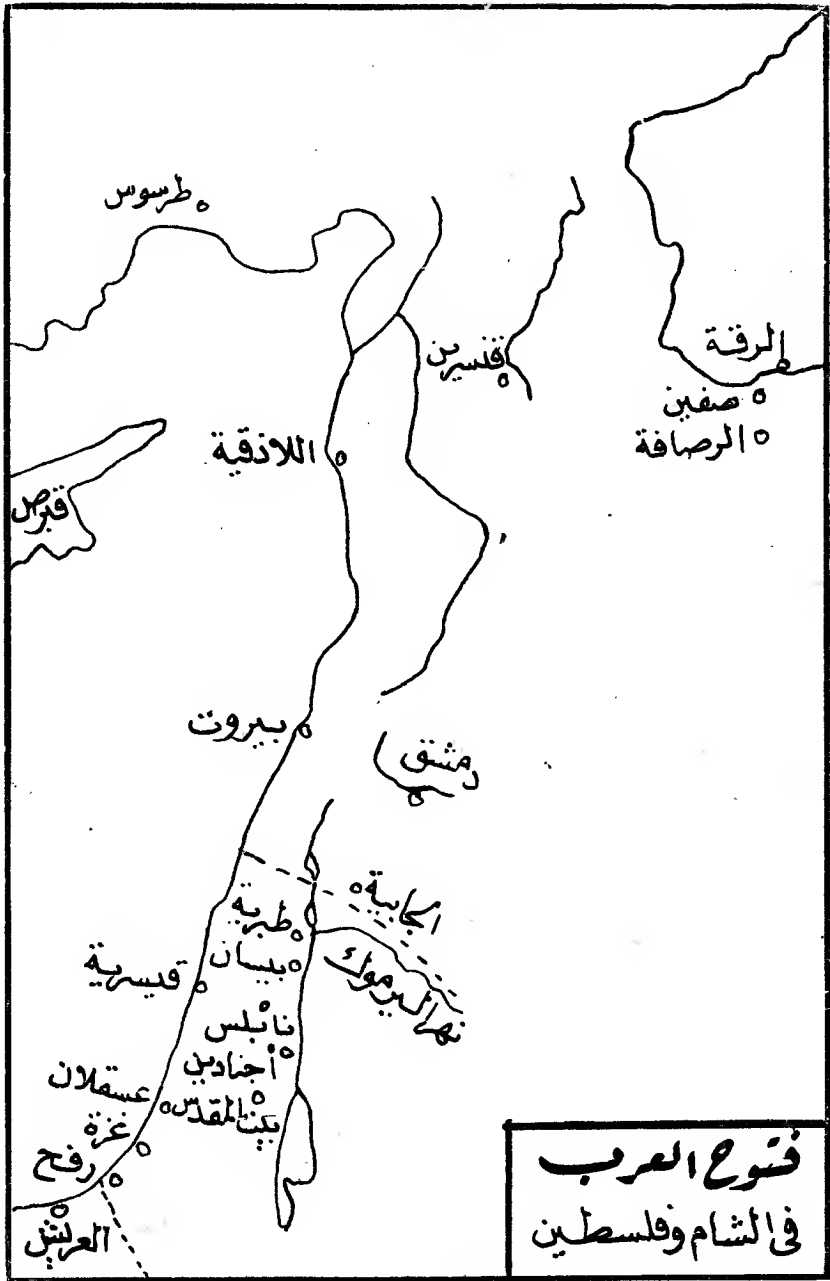 طرسوس
الرقة
قنسرين
صفين
اللاذقية
الرصافة
قبرص
بيروت
دمشق
الجابية
طبرية
بيسان
قيسرية
نهر اليرموك
نابلس
أجنادين
عسقلان
بيت المقدس
غزة
رفح
العريش
فتوح العرب
فى الشام وفلسطين